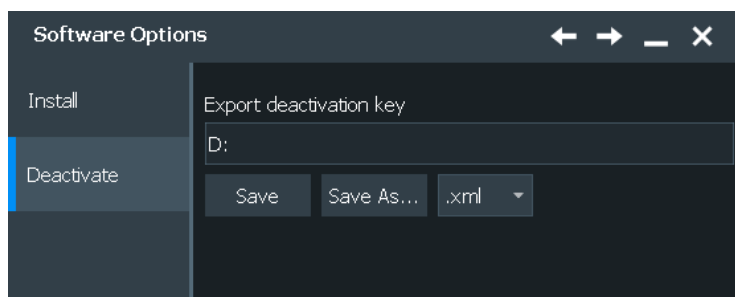 Software Options
Install
Export deactivation key
D:
Deactivate
Save Save As... .xml